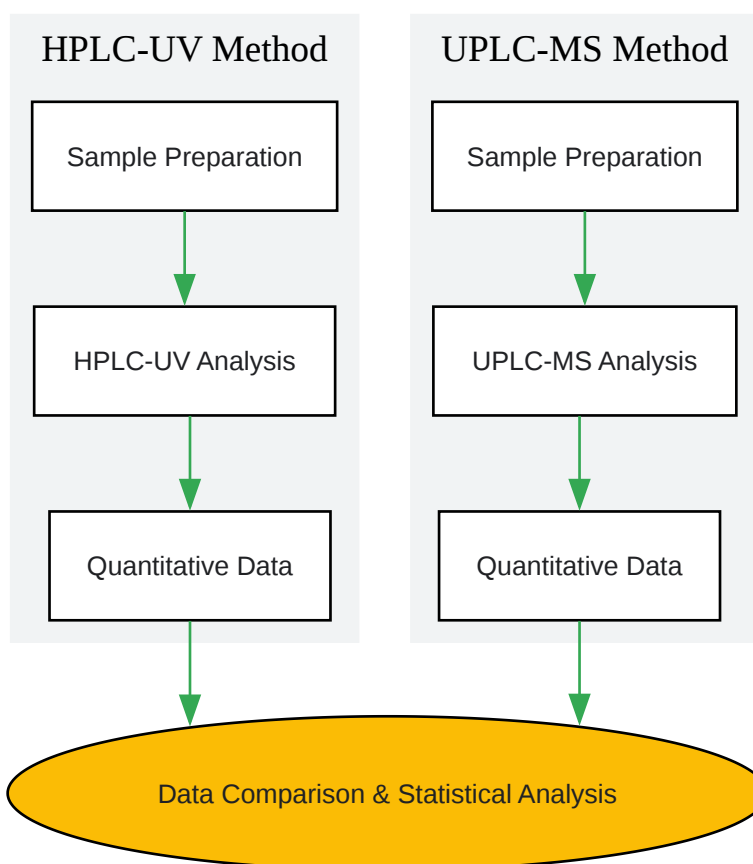 HPLC-UV Method
Sample Preparation
HPLC-UV Analysis
Quantitative Data
UPLC-MS Method
Sample Preparation
UPLC-MS Analysis
Quantitative Data
Data Comparison & Statistical Analysis